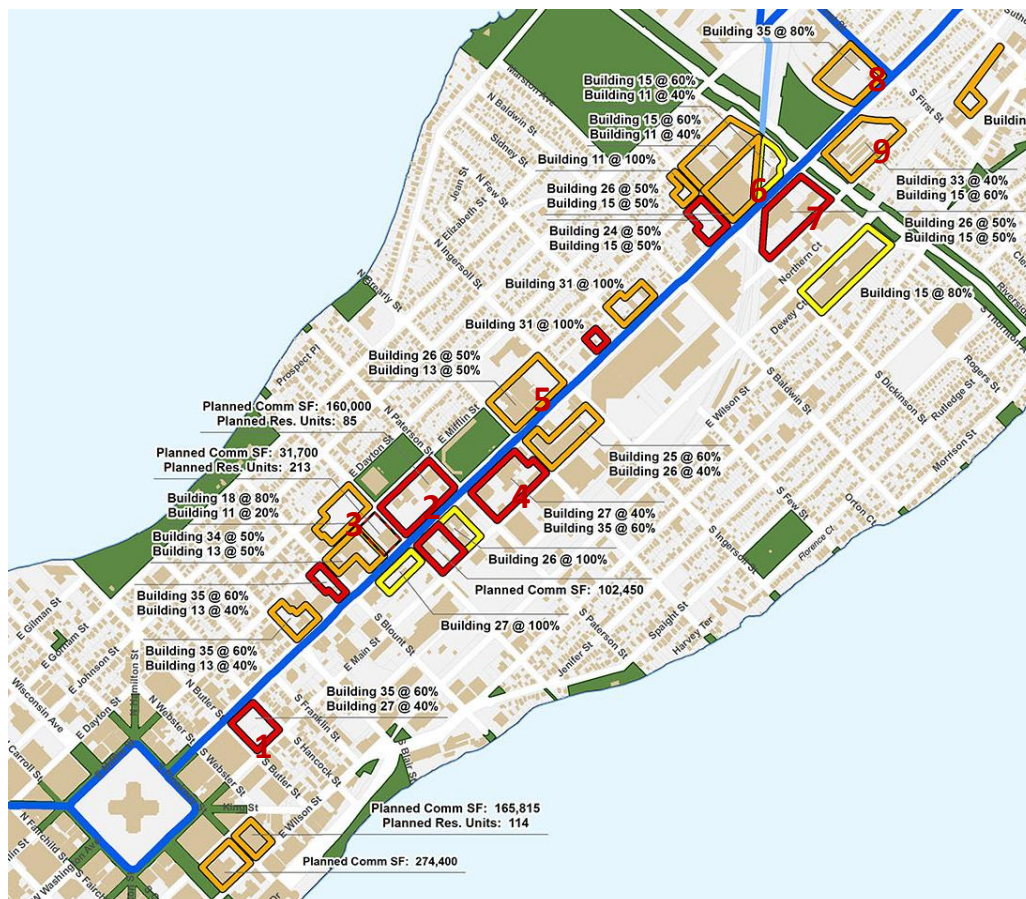 Building 35 @ 80%
8
S First St
Marston Ave
Building 15 @ 60%
Building 11 @ 40%
N Baldwin St
Building 15 @ 60%
Building 11 @ 40%
Sidney St
9
Building 11 @ 100%
Jean St
N Few St
Elizabeth St
Building 26 @ 50%
Building 15 @ 50%
6
Building 33 @ 40%
Building 15 @ 60%
7
Building 24 @ 50%
Building 15 @ 50%
Building 26 @ 50%
Building 15 @ 50%
N Ingersoll St
Northern Ct
N Brearly St
Building 31 @ 100%
Building 15 @ 80%
Dewey Ct
Riverside
S Thornton
Building 31 @ 100%
Prospect Pl
Building 26 @ 50%
Building 13 @ 50%
E Wilson St
S Baldwin St
S Dickinson St
Rogers St
Rutledge St
5
Planned Comm SF: 160,000
Planned Res. Units: 85
N Paterson St
E Mifflin St
E Dayton St
Morrison St
Planned Comm SF: 31,700
Planned Res. Units: 213
Building 25 @ 60%
Building 26 @ 40%
Building 18 @ 80%
Building 11 @ 20%
2
4
3
S Few St
Orton Ct
Building 27 @ 40%
Building 35 @ 60%
Building 34 @ 50%
Building 13 @ 50%
Florence Ct
S Ingersoll St
Building 26 @ 100%
Building 35 @ 60%
Building 13 @ 40%
Planned Comm SF: 102,450
E Gilman St
E Gorham St
Building 27 @ 100%
S Blount St
S Paterson St
Spaight St
Harvey Ter
E Johnson St
E Main St
Jenifer St
Building 35 @ 60%
Building 13 @ 40%
Wisconsin Ave
E Dayton St
N Hamilton St
N Butler St
Building 35 @ 60%
Building 27 @ 40%
S Franklin St
N Webster St
1
S Hancock St
S Blair St
N Carroll St
S Webster St
S Butler St
King St
E Wilson St
Planned Comm SF: 165,815
Planned Res. Units: 114
N Fairchild St
W Washington Ave
Planned Comm SF: 274,400